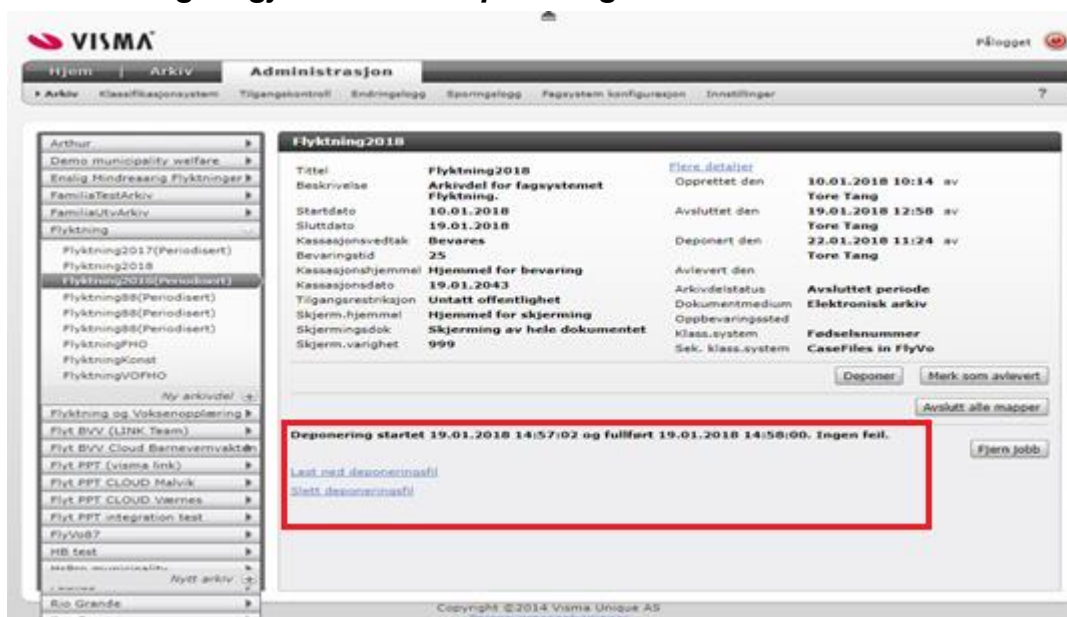 VISMA
Pålogget
Hjem | Arkiv Administrasjon
Arkiv Klassifikasjonsystem Tilgangskontroll Endringslogg Sporingslogg Fagsystem konfigurasjon Innstillinger ?
Arthur
Demo municipality welfare
Enslig Mindreaarig Flyktninger
FamiliaTestArkiv
FamiliaUtvArkiv
Flyktning
Flyktning2017(Periodisert)
Flyktning2018
Flyktning2018(Periodisert)
Flyktning88(Periodisert)
Flyktning88(Periodisert)
Flyktning88(Periodisert)
FlyktningFHO
FlyktningKonst
FlyktningVOFHO
Ny arkivdel
Flyktning og Voksenopplæring
Flyt BVV (LINK Team)
Flyt BVV Cloud Barnevernvakten
Flyt PPT (visma link)
Flyt PPT CLOUD Malvik
Flyt PPT CLOUD Værnes
Flyt PPT integration test
FlyVo87
HB test
Nytt arkiv
Rio Grande
Flyktning2018
Tittel Flyktning2018
Beskrivelse Arkivdel for fagsystemet
Flyktning.
Startdato 10.01.2018
Sluttdato 19.01.2018
Kassasjonsvedtak Bevares
Bevaringstid 25
Kassasjonshjemmel Hjemmel for bevaring
Kassasjonsdato 19.01.2043
Tilgangsrestriksjon Untatt offentlighet
Skjerm.hjemmel Hjemmel for skjerming
Skjermingsdok Skjerming av hele dokumentet
Skjerm.varighet 999
Flere detaljer
Opprettet den 10.01.2018 10:14 av
Tore Tang
Avsluttet den 19.01.2018 12:58 av
Tore Tang
Deponert den 22.01.2018 11:24 av
Tore Tang
Avlevert den
Arkivdelstatus Avsluttet periode
Dokumentmedium Elektronisk arkiv
Oppbevaringssted
Klass.system Fødselsnummer
Sek. klass.system CaseFiles in FlyVo
Deponer Merk som avlevert
Avslutt alle mapper
Deponering startet 19.01.2018 14:57:02 og fullført 19.01.2018 14:58:00. Ingen feil.
Fjern jobb
Last ned deponeringsfil
Slett deponeringsfil
Copyright ©2014 Visma Unique AS